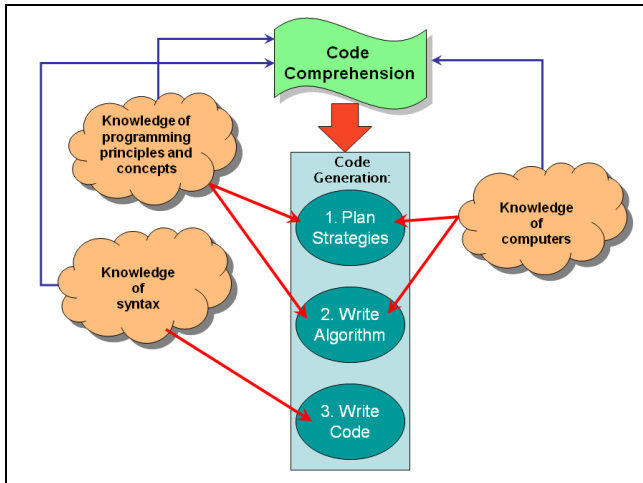 Code
Comprehension
Knowledge of
programming
principles and
concepts
Code
Generation:
1. Plan
Strategies
Knowledge
of
computers
Knowledge
of
syntax
2. Write
Algorithm
3. Write
Code